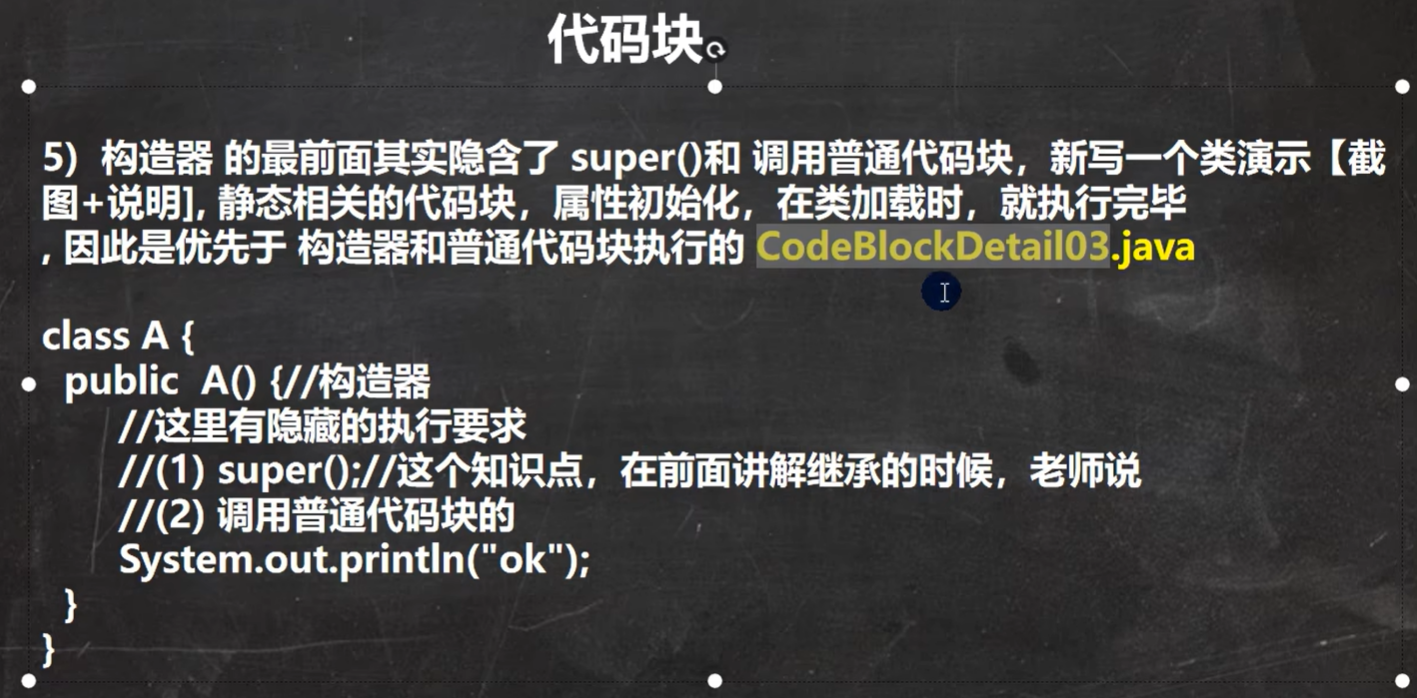 代码块
5）构造器 的最前面其实隐含了 super()和 调用普通代码块，新写一个类演示【截
图+说明], 静态相关的代码块，属性初始化，在类加载时，就执行完毕
, 因此是优先于 构造器和普通代码块执行的 CodeBlockDetail03.java
class A {
public  A() {//构造器
//这里有隐藏的执行要求
//(1) super();//这个知识点，在前面讲解继承的时候，老师说
//(2) 调用普通代码块的
System.out.println("ok");
}
}